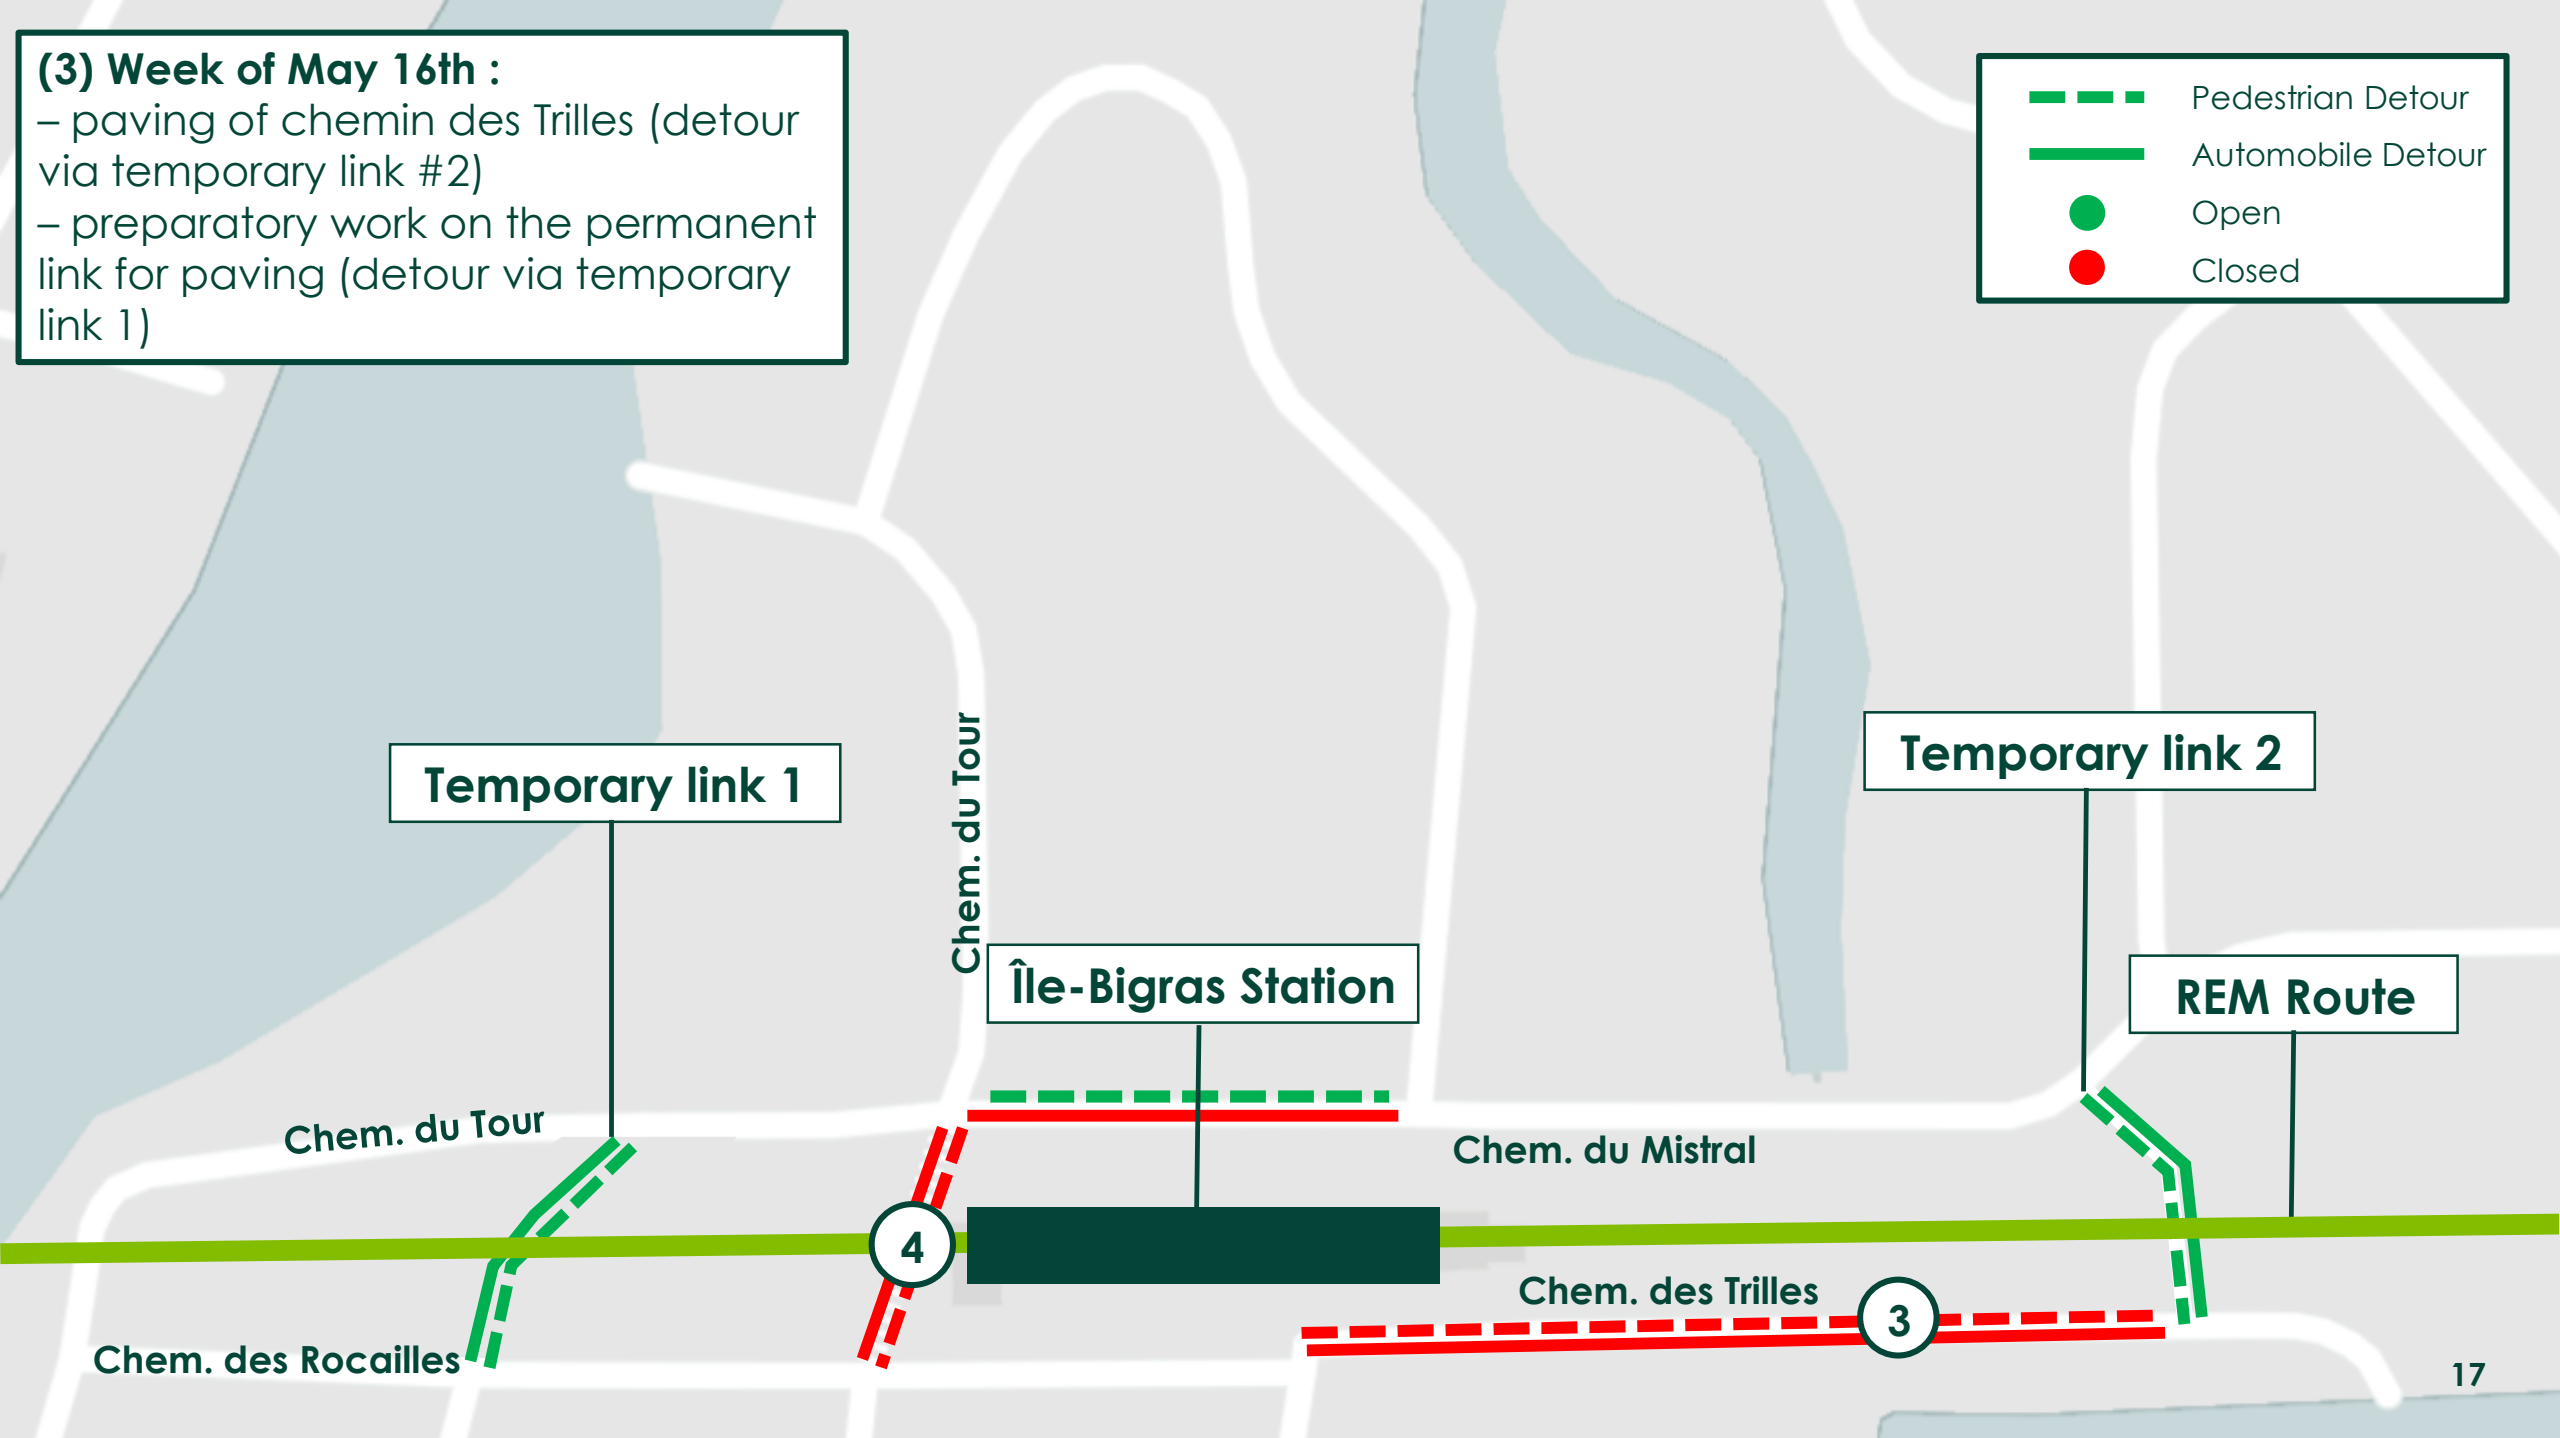 (3) Week of May 16th :
– paving of chemin des Trilles (detour
via temporary link #2)
– preparatory work on the permanent
link for paving (detour via temporary
link 1)
Pedestrian Detour
Automobile Detour
Open
Closed
Temporary link 1
Chem. du Tour
Temporary link 2
Île-Bigras Station
REM Route
Chem. du Tour
Chem. du Mistral
4
Chem. des Trilles
3
Chem. des Rocailles
17